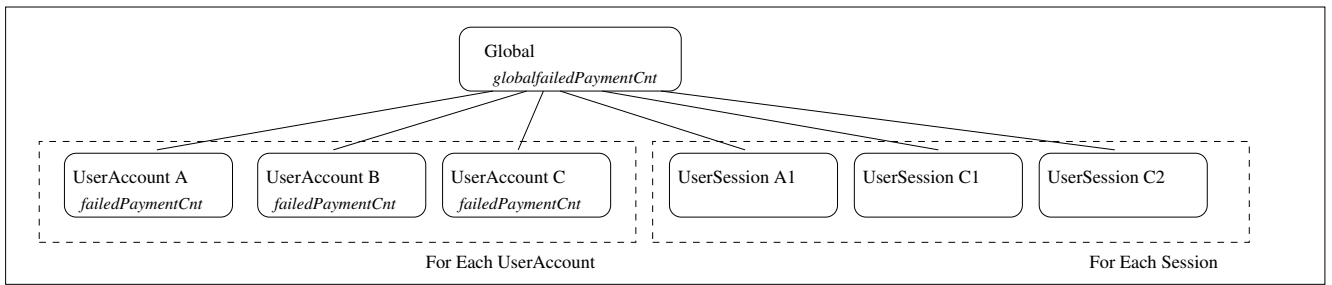 Global
globalfailedPaymentCnt
UserAccount A
failedPaymentCnt
UserAccount B
failedPaymentCnt
UserAccount C
failedPaymentCnt
UserSession A1
UserSession C1
UserSession C2
For Each UserAccount
For Each Session